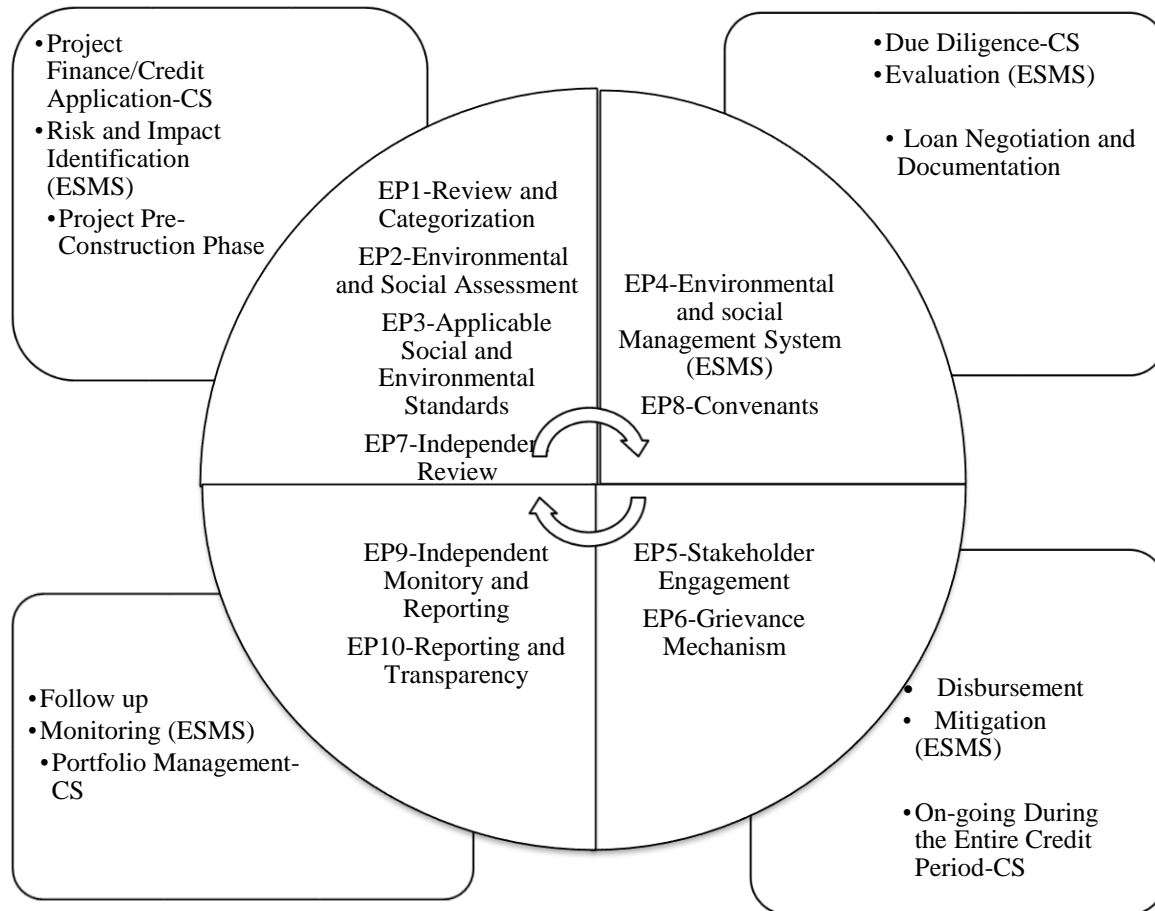 •Project
Finance/Credit
Application-CS
•Risk and Impact
Identification
(ESMS)
•Project Pre-
Construction Phase
•Due Diligence-CS
•Evaluation (ESMS)
• Loan Negotiation and
Documentation
EP1-Review and
Categorization
EP2-Environmental
and Social Assessment
EP3-Applicable
Social and
Environmental
Standards
EP7-Independen
Review
EP4-Environmental
and social
Management System
(ESMS)
EP8-Convenants
EP9-Independent
Monitory and
Reporting
EP10-Reporting and
Transparency
EP5-Stakeholder
Engagement
EP6-Grievance
Mechanism
•Follow up
•Monitoring (ESMS)
•Portfolio Management-
CS
• Disbursement
• Mitigation
(ESMS)
•On-going During
the Entire Credit
Period-CS